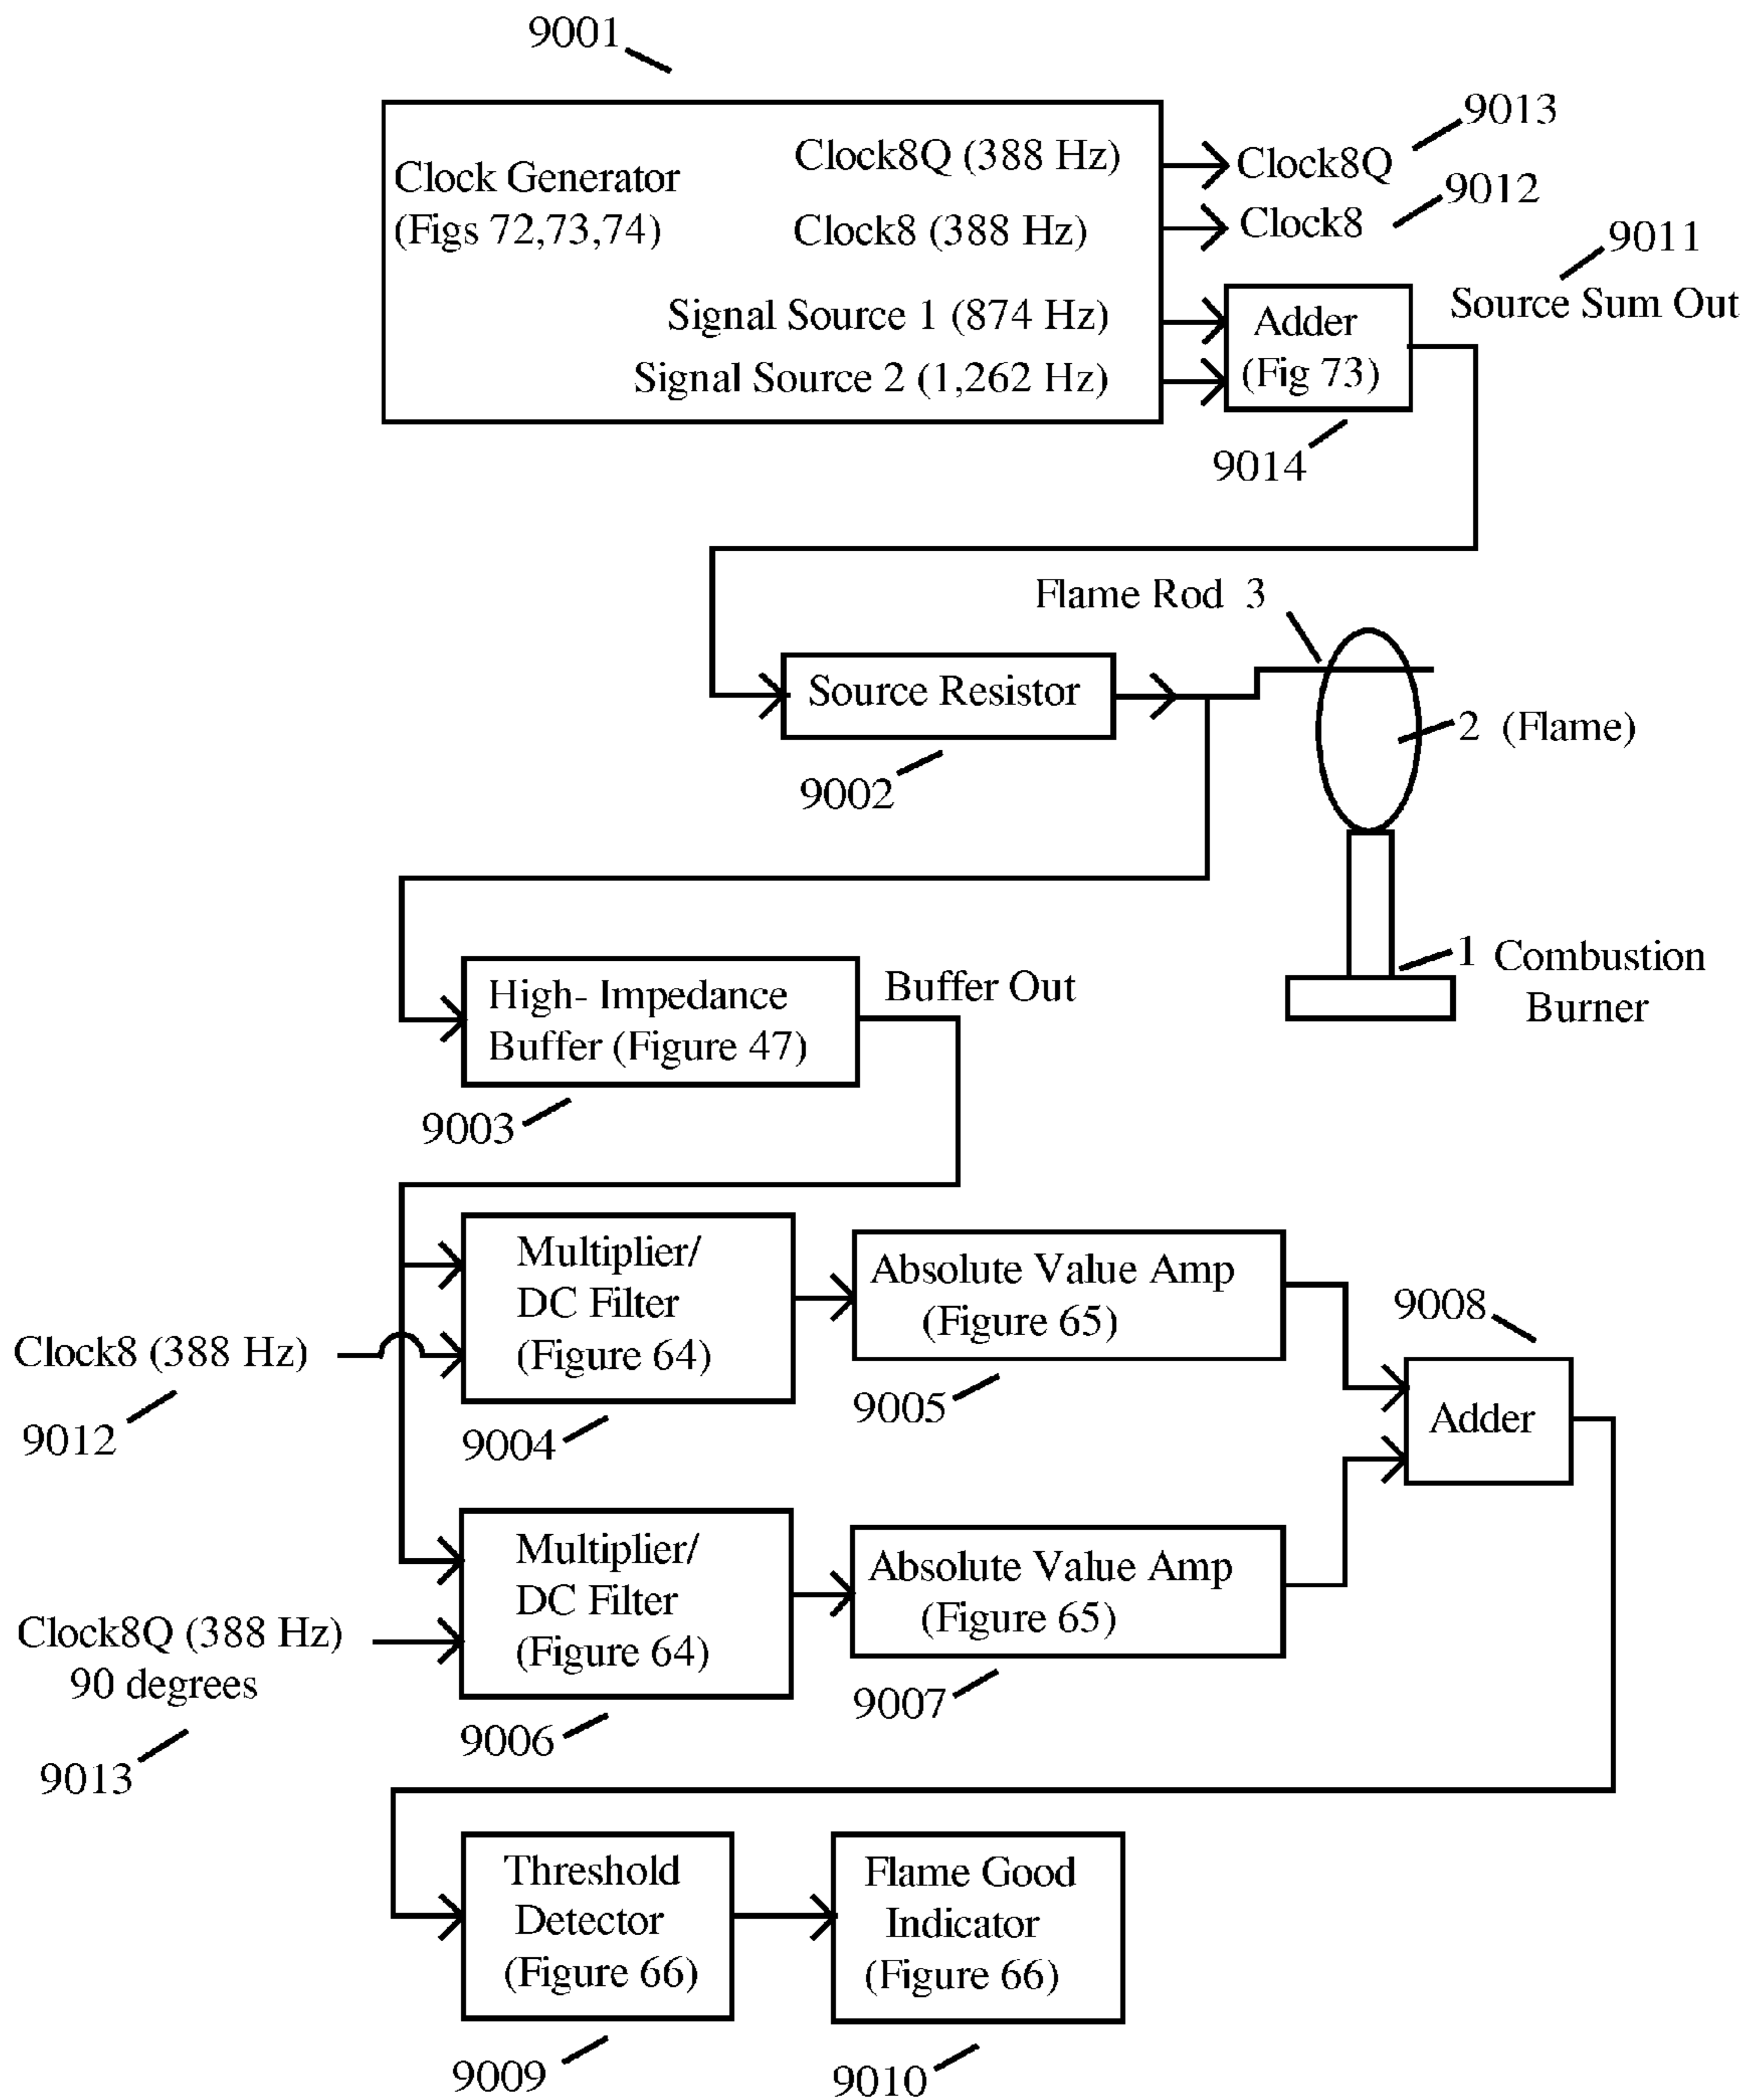 9001
Clock Generator
(Figs 72,73,74)
Clock8Q (388 Hz)
Clock8 (388 Hz)
Signal Source 1 (874 Hz)
Signal Source 2 (1,262 Hz)
Clock8Q
9013
Clock8
9012
9011
Source Sum Out
Adder
(Fig 73)
9014
Flame Rod 3
Source Resistor
9002
2 (Flame)
1 Combustion
Burner
High- Impedance
Buffer (Figure 47)
Buffer Out
9003
Multiplier/
DC Filter
(Figure 64)
9004
Absolute Value Amp
(Figure 65)
9005
9008
Adder
Clock8 (388 Hz)
9012
Multiplier/
DC Filter
(Figure 64)
9006
Absolute Value Amp
(Figure 65)
9007
Clock8Q (388 Hz)
90 degrees
9013
Threshold
Detector
(Figure 66)
9009
Flame Good
Indicator
(Figure 66)
9010